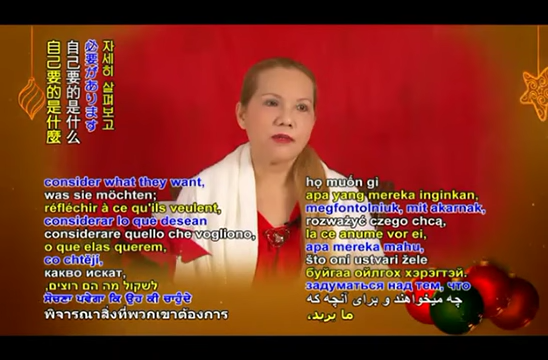 자세히 살펴보고
必要があります
自己要的是什么
自己要的是什麼
consider what they want,
was sie möchten;
réfléchir à ce qu'ils veulent,
considerar lo que desean
considerare quello che vogliono,
o que elas querem,
co chtějí,
какво искат,
לשקול מה הם רוצים,
ਸੋਚਣਾ ਪਵੇਗਾ ਕਿ ਉਹ ਕੀ ਚਾਹੁੰਦੇ
พิจารณาสิ่งที่พวกเขาต้องการ
họ muốn gì
apa yang mereka inginkan,
megfontolniuk, mit akarnak,
rozważyć czego chcą,
la ce anume vor ei,
apa mereka mahu,
što oni ustvari žele
буйгаа ойлгох хэрэгтэй.
задуматься над тем, что
چه میخواهند و برای آنچه که
ما يريد،